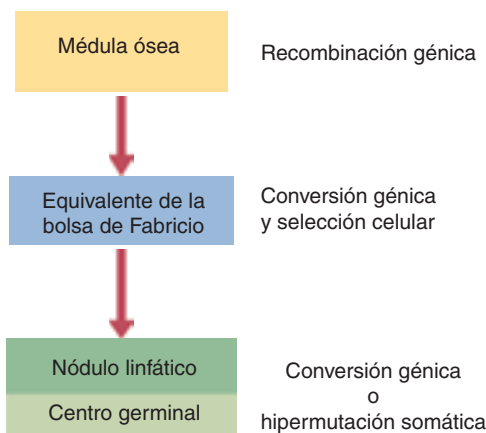 Médula ósea
Recombinación génica
Equivalente de la
bolsa de Fabricio
Conversión génica
y selección celular
Nódulo linfático
Centro germinal
Conversión génica
o
hipermutación somática